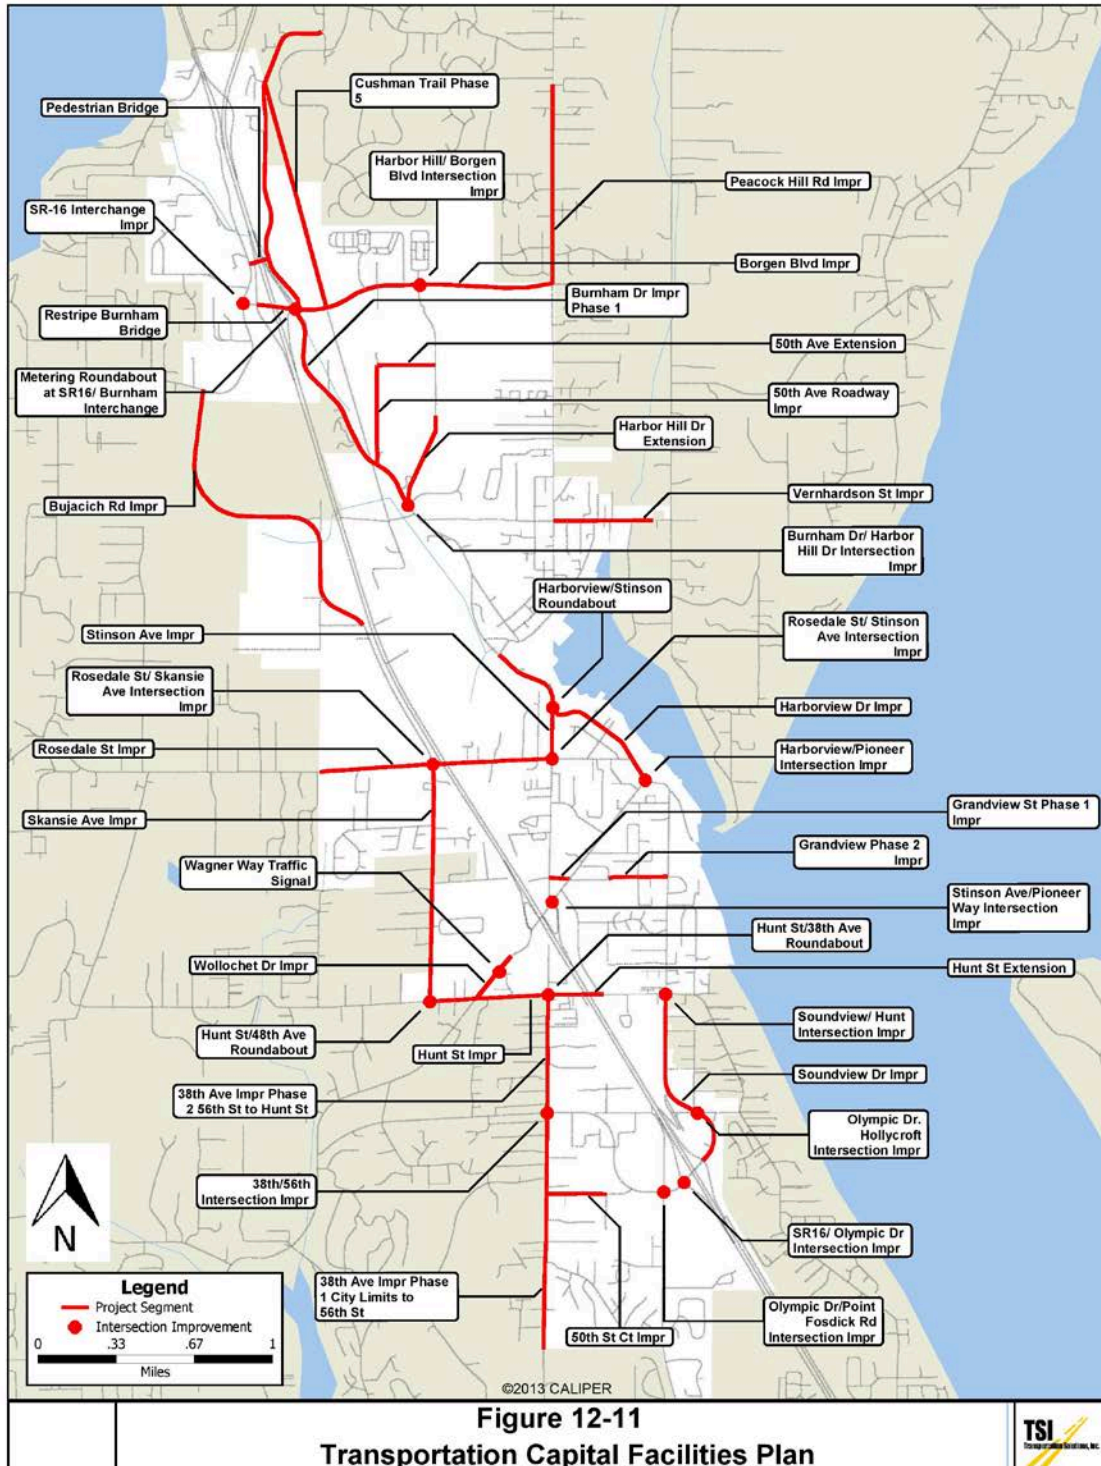 Cushman Trail Phase
5
Pedestrian Bridge
Harbor Hill/ Borgen
Blvd Intersection
Impr
Peacock Hill Rd Impr
SR-16 Interchange
Impr
Borgen Blvd Impr
Burnham Dr Impr
Phase 1
Restripe Burnham
Bridge
50th Ave Extension
Metering Roundabout
at SR16/ Burnham
Interchange
50th Ave Roadway
Impr
Harbor Hill Dr
Extension
Bujacich Rd Impr
Vernhardson St Impr
Burnham Dr/ Harbor
Hill Dr Intersection
Impr
Harborview/Stinson
Roundabout
Stinson Ave Impr
Rosedale St/ Stinson
Ave Intersection
Impr
Rosedale St/ Skansie
Ave Intersection
Impr
Harborview Dr Impr
Rosedale St Impr
Harborview/Pioneer
Intersection Impr
Skansie Ave Impr
Grandview St Phase 1
Impr
Grandview Phase 2
Impr
Wagner Way Traffic
Signal
Stinson Ave/Pioneer
Way Intersection
Impr
Hunt St/38th Ave
Roundabout
Wollochet Dr Impr
Hunt St Extension
Hunt St/48th Ave
Roundabout
Hunt St Impr
Soundview/ Hunt
Intersection Impr
38th Ave Impr Phase
2 56th St to Hunt St
Soundview Dr Impr
Olympic Dr.
Hollycroft
Intersection Impr
38th/56th
Intersection Impr
SR16/ Olympic Dr
Intersection Impr
38th Ave Impr Phase
1 City Limits to
56th St
50th St Ct Impr
Olympic Dr/Point
Fosdick Rd
Intersection Impr
N
Legend
Project Segment
Intersection Improvement
0 .33 .67 1
Miles
©2013 CALIPER
Figure 12-11
Transportation Capital Facilities Plan
TSI
Transportation Solutions, Inc.